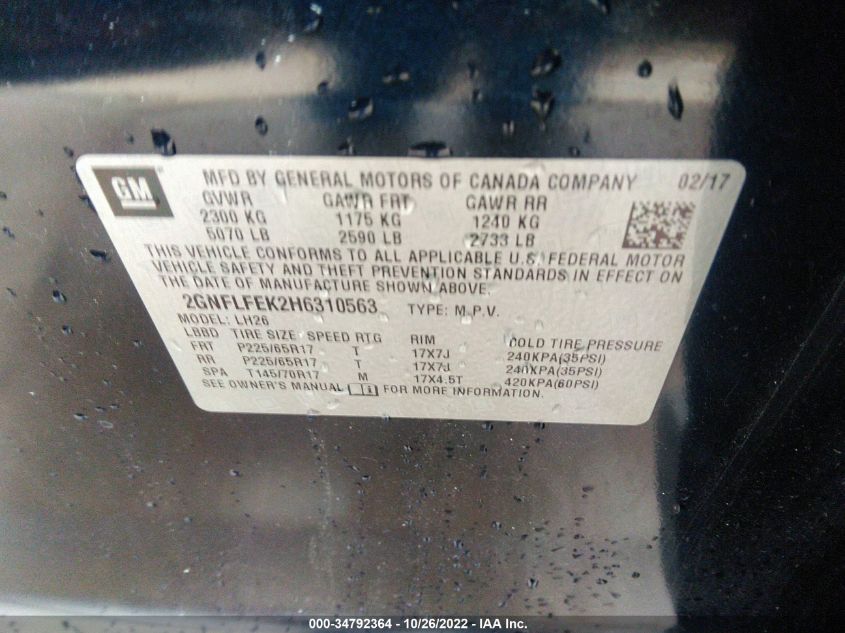 GM
MFD BY GENERAL MOTORS OF CANADA COMPANY 02/17
GVWR GAWR FRT GAWR RR
2300 KG 1175 KG 1240 KG
5070 LB 2590 LB 2733 LB
THIS VEHICLE CONFORMS TO ALL APPLICABLE U.S. FEDERAL MOTOR
VEHICLE SAFETY AND THEFT PREVENTION STANDARDS IN EFFECT ON
THE DATE OF MANUFACTURE SHOWN ABOVE.
2GNFLFEK2H6310563 TYPE: M.P.V.
MODEL: LH26
LBBD TIRE SIZE SPEED RTG RIM COLD TIRE PRESSURE
FRT P225/65R17 T 17X7J 240KPA(35PSI)
RR P225/65R17 T 17X7J 240KPA(35PSI)
SPA T145/70R17 M 17X4.5T 420KPA(60PSI)
SEE OWNER'S MANUAL FOR MORE INFORMATION.
000-34792364 - 10/26/2022 - IAA Inc.